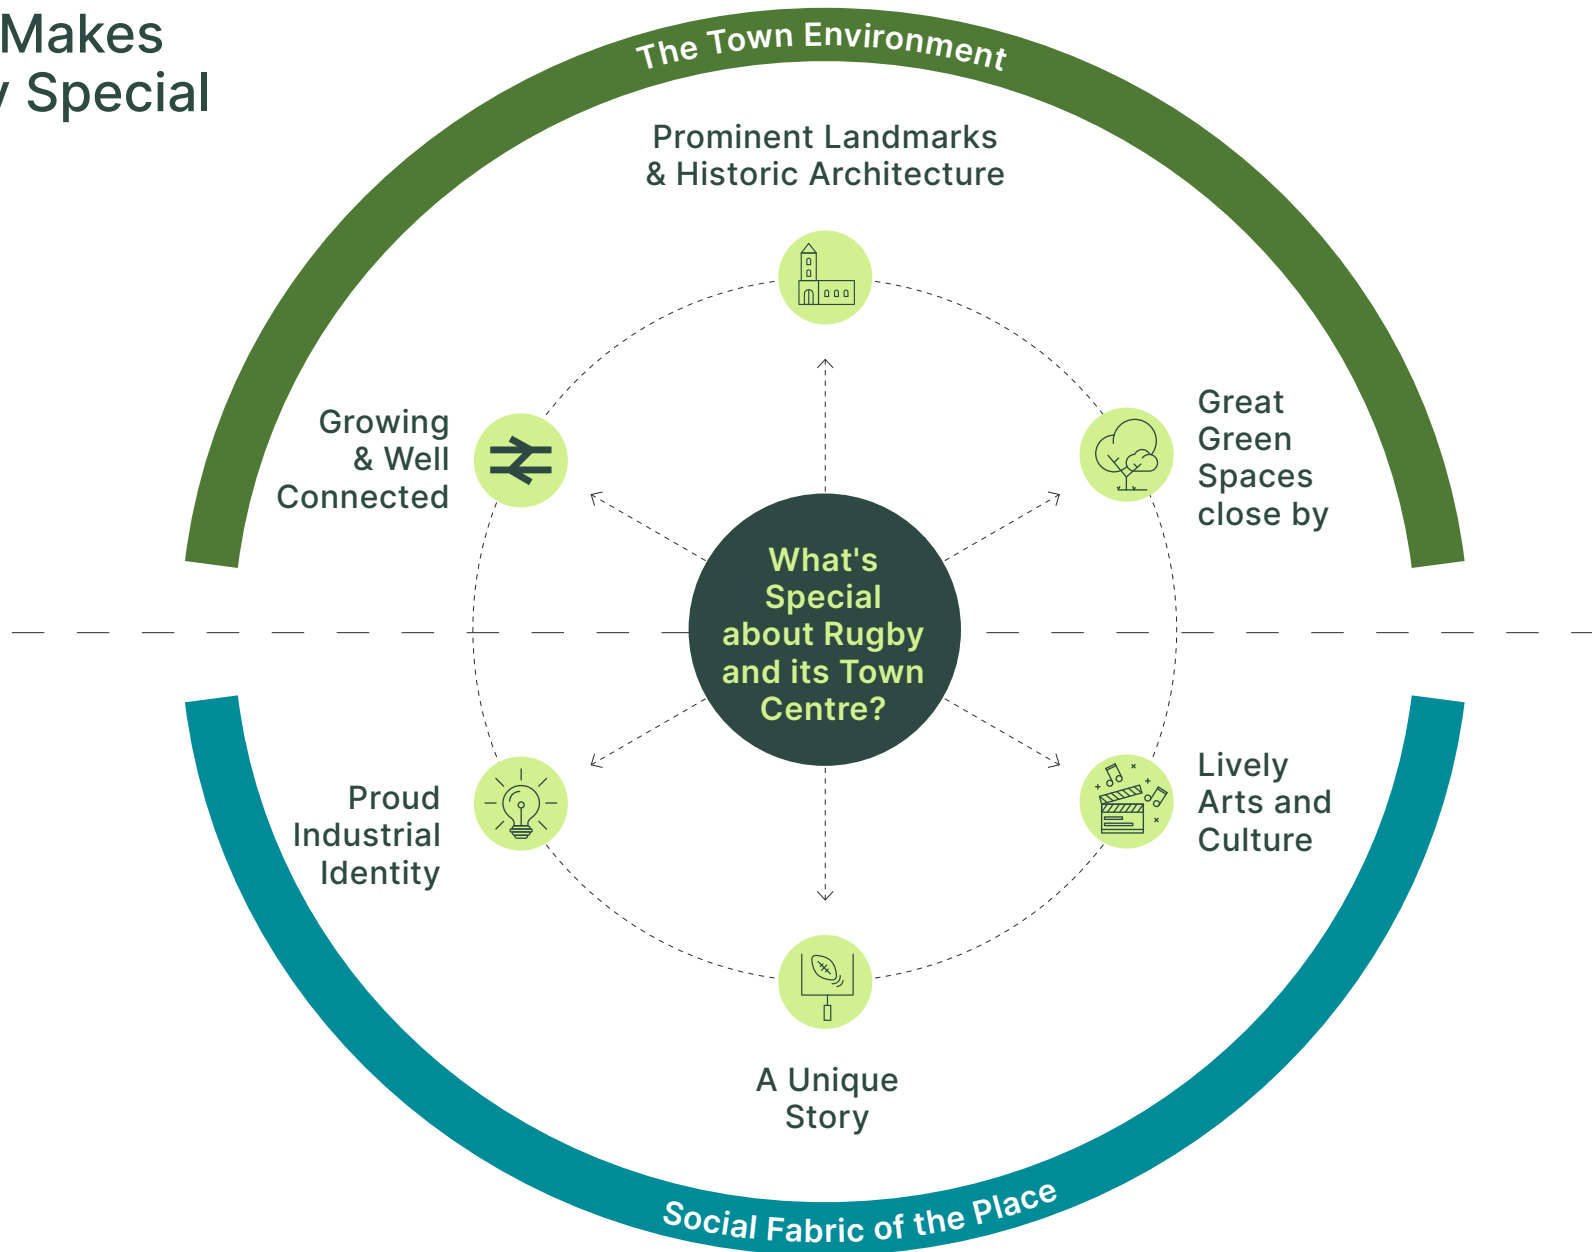 Makes
Special
The Town Environment
Prominent Landmarks
& Historic Architecture
Growing
& Well
Connected
Great
Green
Spaces
close by
What's
Special
about Rugby
and its Town
Centre?
Proud
Industrial
Identity
Lively
Arts and
Culture
A Unique
Story
Social Fabric of the Place